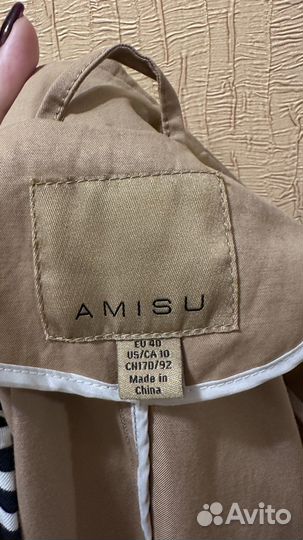 AMISU
EU 40
US/CA 10
CN170/92
Made in
China
Avito